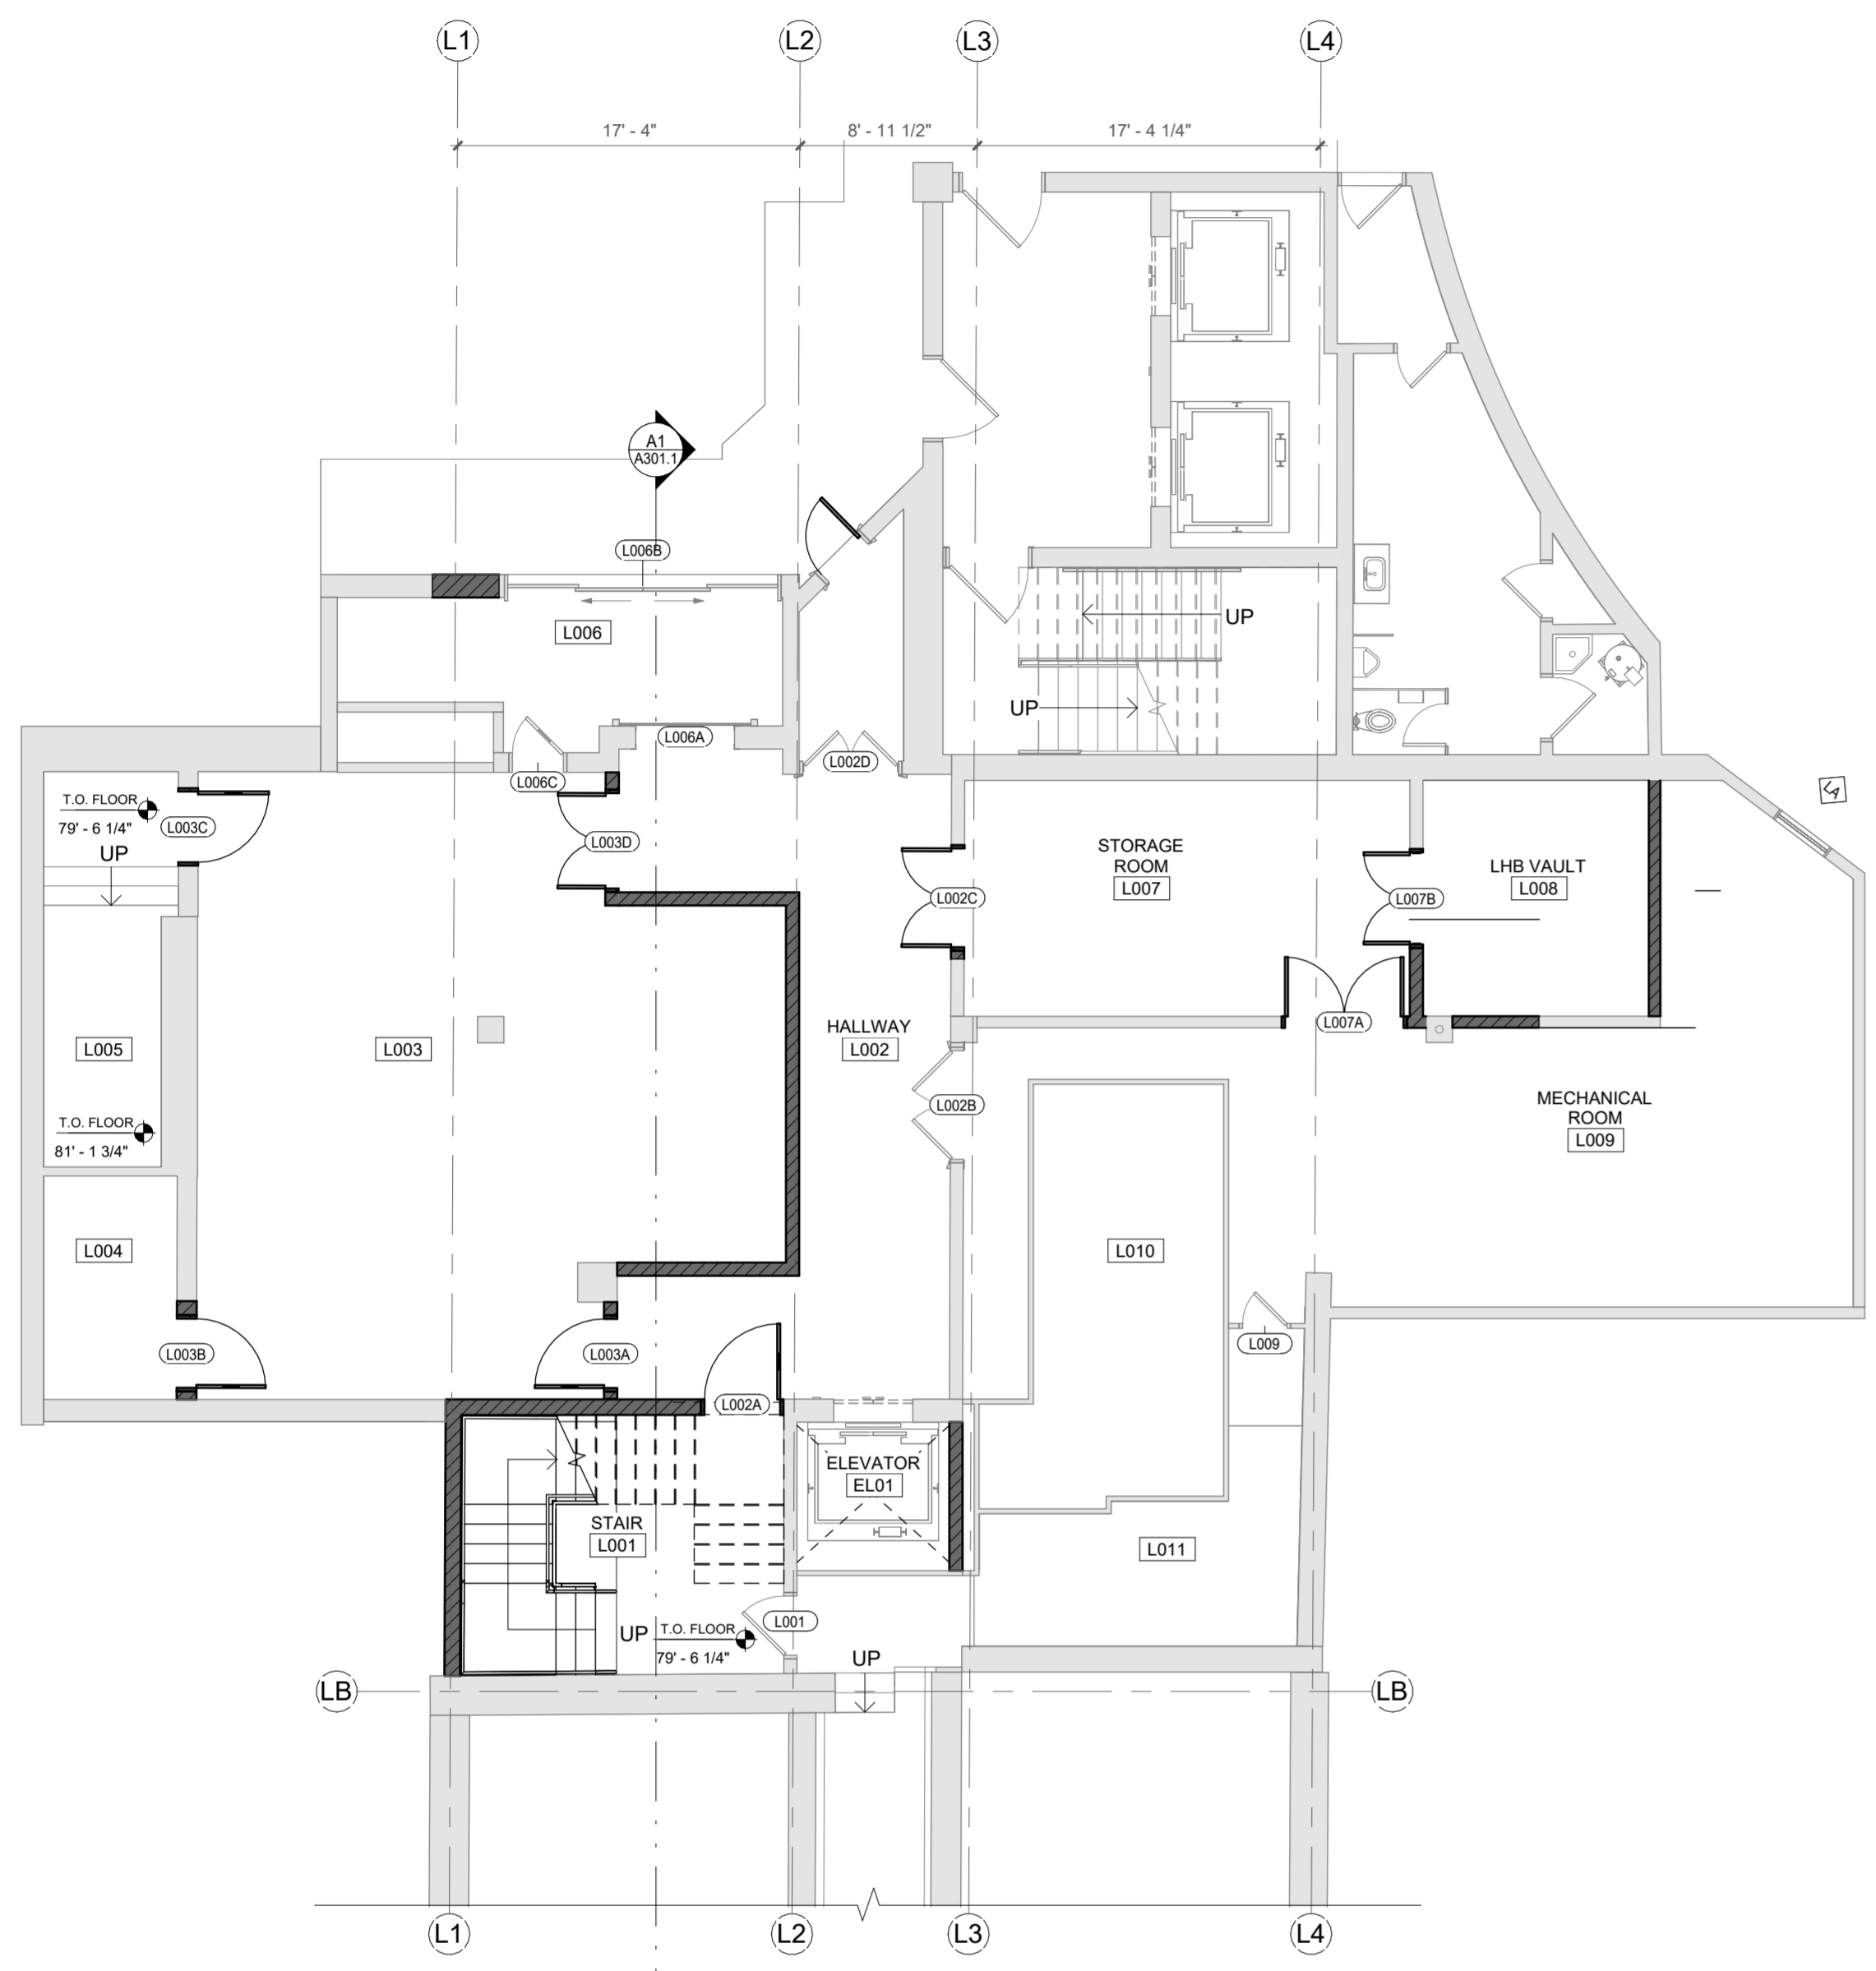 L1
L2
L3
L4
17' - 4"
8' - 11 1/2"
17' - 4 1/4"
A1
A301.1
L006B
L006
UP
UP
L006A
L002D
L006C
T.O. FLOOR
79' - 6 1/4"
L003C
UP
L003D
STORAGE
ROOM
L007
L002C
L007B
LHB VAULT
L008
L005
L003
HALLWAY
L002
L007A
L002B
MECHANICAL
ROOM
L009
T.O. FLOOR
81' - 1 3/4"
L004
L010
L003B
L003A
L009
L002A
ELEVATOR
EL01
STAIR
L001
L011
L001
UP
T.O. FLOOR
79' - 6 1/4"
UP
LB
LB
L1
L2
L3
L4